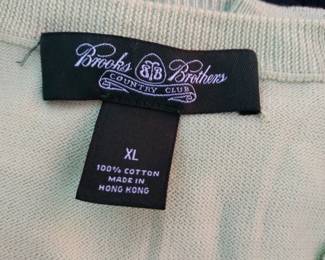 Brooks BB Brothers
COUNTRY CLUB
XL
100% COTTON
MADE IN
HONG KONG